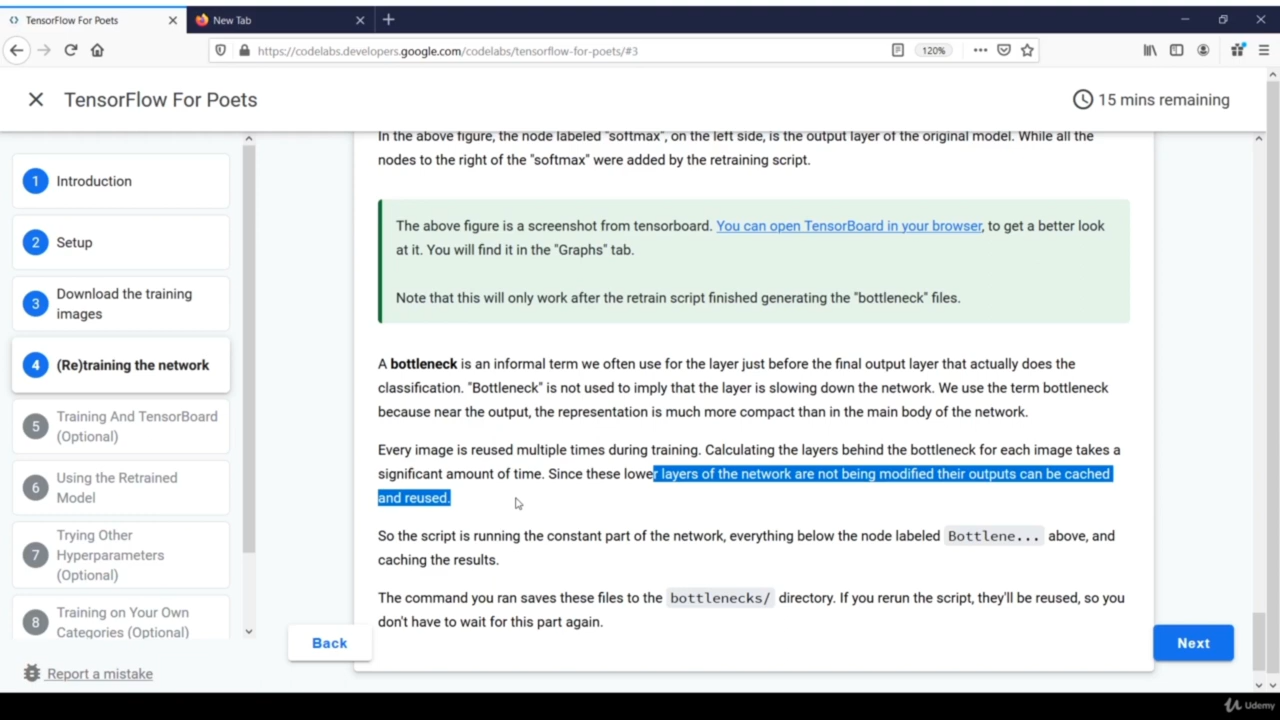 TensorFlow For Poets
New Tab
https://codelabs.developers.google.com/codelabs/tensorflow-for-poets/#3
120%
TensorFlow For Poets
15 mins remaining
1 Introduction
2 Setup
3 Download the training
images
4 (Re)training the network
5 Training And TensorBoard
(Optional)
6 Using the Retrained
Model
7 Trying Other
Hyperparameters
(Optional)
8 Training on Your Own
Categories (Optional)
Report a mistake
In the above figure, the node labeled "softmax", on the left side, is the output layer of the original model. While all the
nodes to the right of the "softmax" were added by the retraining script.
The above figure is a screenshot from tensorboard. You can open TensorBoard in your browser, to get a better look
at it. You will find it in the "Graphs" tab.
Note that this will only work after the retrain script finished generating the "bottleneck" files.
A bottleneck is an informal term we often use for the layer just before the final output layer that actually does the
classification. "Bottleneck" is not used to imply that the layer is slowing down the network. We use the term bottleneck
because near the output, the representation is much more compact than in the main body of the network.
Every image is reused multiple times during training. Calculating the layers behind the bottleneck for each image takes a
significant amount of time. Since these lower layers of the network are not being modified their outputs can be cached
and reused.
So the script is running the constant part of the network, everything below the node labeled Bottlene... above, and
caching the results.
The command you ran saves these files to the bottlenecks/ directory. If you rerun the script, they'll be reused, so you
don't have to wait for this part again.
Back
Next
Udemy